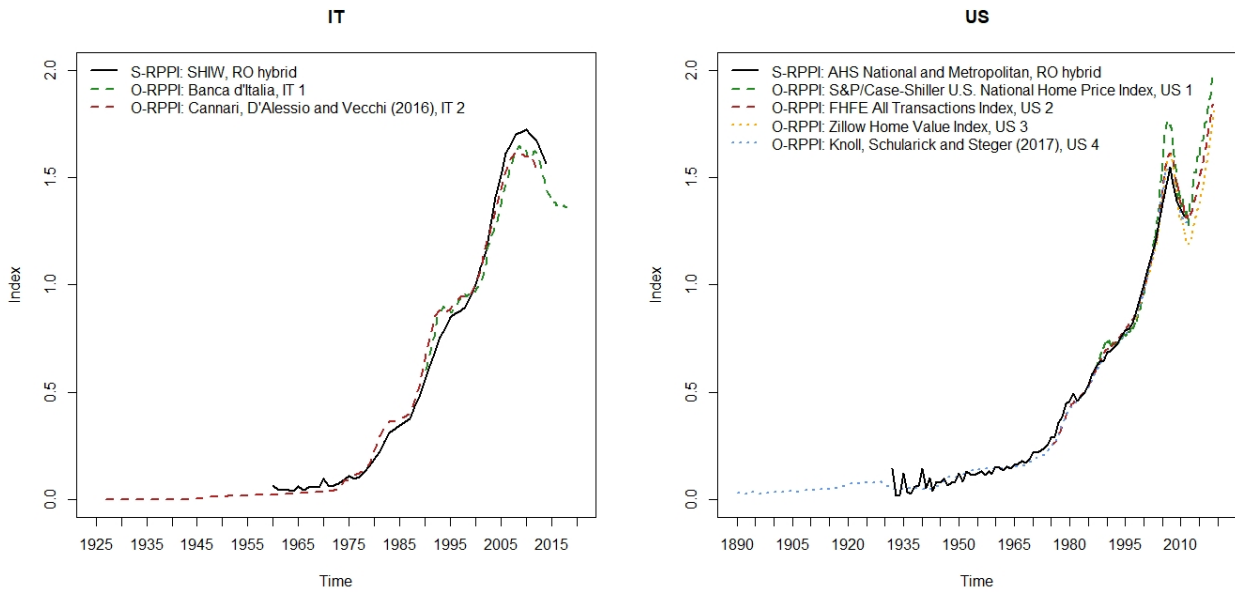 IT
S-RPPI: SHIW, RO hybrid
O-RPPI: Banca d'Italia, IT 1
O-RPPI: Cannari, D'Alessio and Vecchi (2016), IT 2
2.0
1.5
1.0
0.5
0.0
Index
1925 1935 1945 1955 1965 1975 1985 1995 2005 2015
Time
US
S-RPPI: AHS National and Metropolitan, RO hybrid
O-RPPI: S&P/Case-Shiller U.S. National Home Price Index, US 1
O-RPPI: FHFE All Transactions Index, US 2
O-RPPI: Zillow Home Value Index, US 3
O-RPPI: Knoll, Schularick and Steger (2017), US 4
2.0
1.5
1.0
0.5
0.0
Index
1890 1905 1920 1935 1950 1965 1980 1995 2010
Time